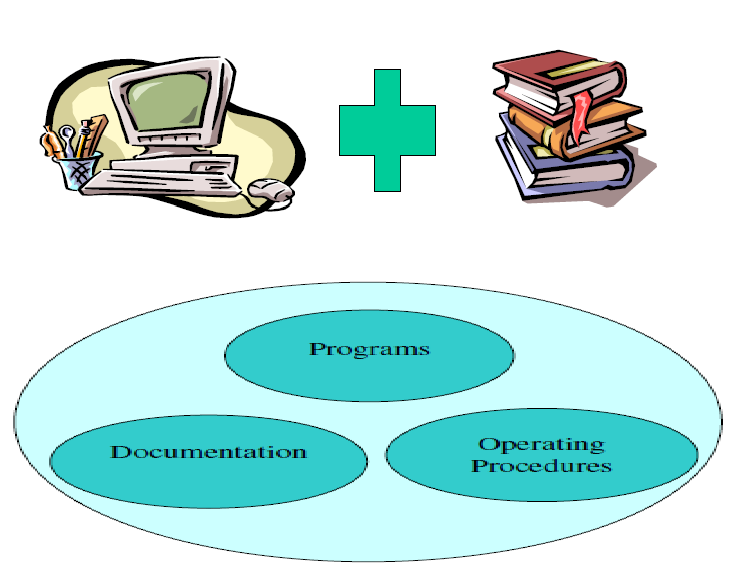 Programs
Documentation
Operating
Procedures